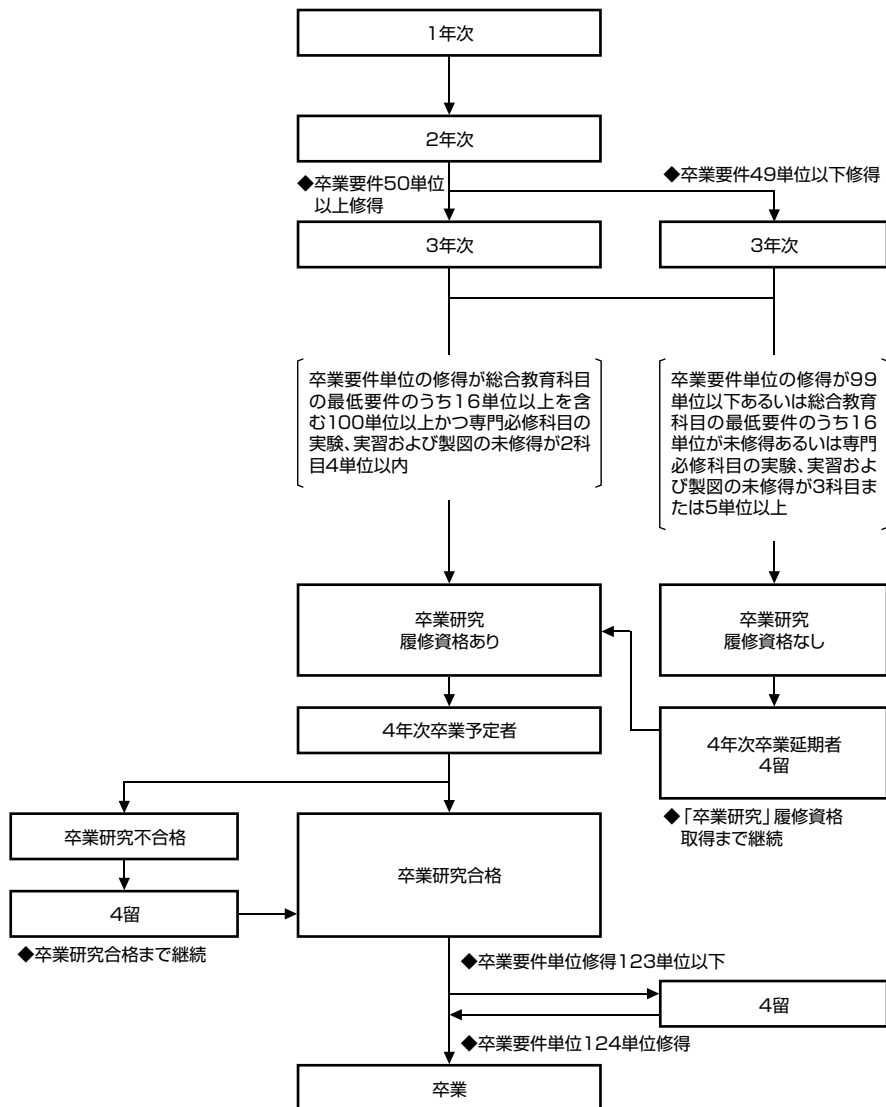 1年次
2年次
◆卒業要件50単位
以上修得
◆卒業要件49単位以下修得
3年次
3年次
卒業要件単位の修得が総合教育科目
の最低要件のうち16単位以上を含
む100単位以上かつ専門必修科目の
実験、実習および製図の未修得が2科
目4単位以内
卒業要件単位の修得が99
単位以下あるいは総合教育
科目の最低要件のうち16
単位が未修得あるいは専門
必修科目の実験、実習およ
び製図の未修得が3科目ま
たは5単位以上
卒業研究
履修資格あり
卒業研究
履修資格なし
4年次卒業予定者
4年次卒業延期者
4留
◆「卒業研究」履修資格
取得まで継続
卒業研究不合格
卒業研究合格
4留
◆卒業研究合格まで継続
◆卒業要件単位修得123単位以下
4留
◆卒業要件単位124単位修得
卒業